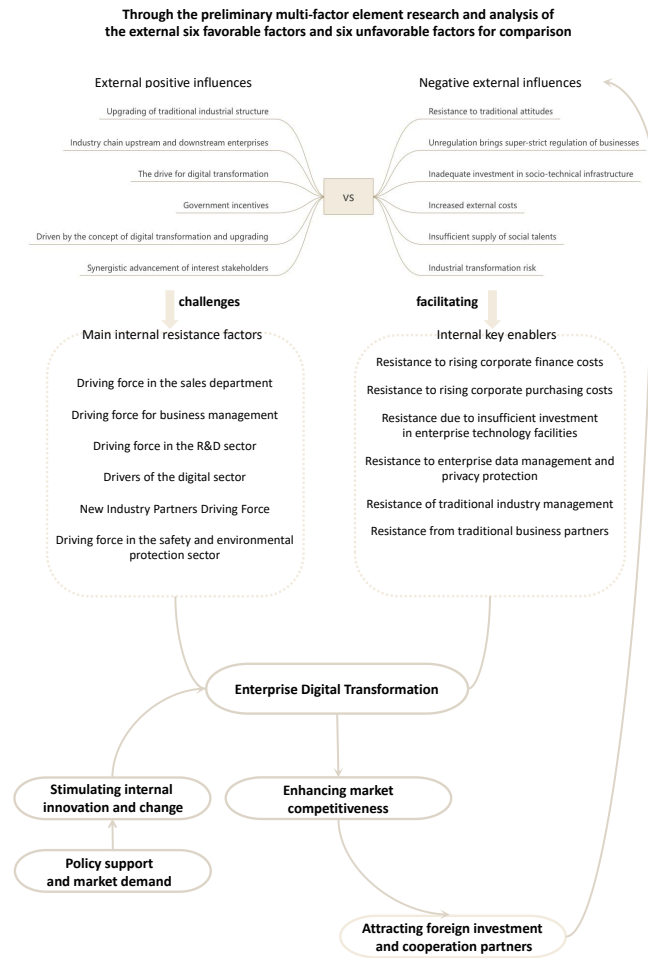 Through the preliminary multi-factor element research and analysis of
the external six favorable factors and six unfavorable factors for comparison
External positive influences
Upgrading of traditional industrial structure
Industry chain upstream and downstream enterprises
The drive for digital transformation
Government incentives
Driven by the concept of digital transformation and upgrading
Synergistic advancement of interest stakeholders
VS
Negative external influences
Resistance to traditional attitudes
Unregulation brings super-strict regulation of businesses
Inadequate investment in socio-technical infrastructure
Increased external costs
Insufficient supply of social talents
Industrial transformation risk
challenges
facilitating
Main internal resistance factors
Driving force in the sales department
Driving force for business management
Driving force in the R&D sector
Drivers of the digital sector
New Industry Partners Driving Force
Driving force in the safety and environmental
protection sector
Internal key enablers
Resistance to rising corporate finance costs
Resistance to rising corporate purchasing costs
Resistance due to insufficient investment
in enterprise technology facilities
Resistance to enterprise data management and
privacy protection
Resistance of traditional industry management
Resistance from traditional business partners
Enterprise Digital Transformation
Stimulating internal
innovation and change
Enhancing market
competitiveness
Policy support
and market demand
Attracting foreign investment
and cooperation partners